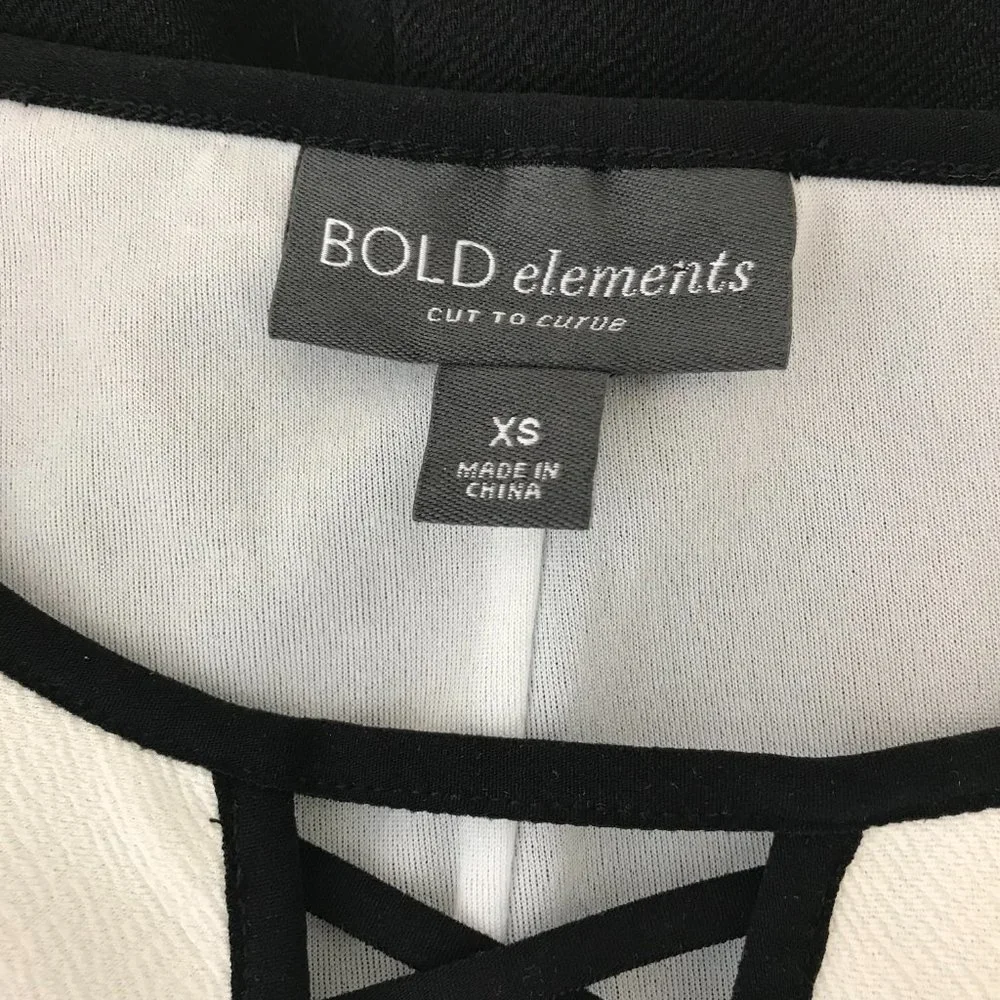 BOLD elements
CUT TO curve
XS
MADE IN
CHINA